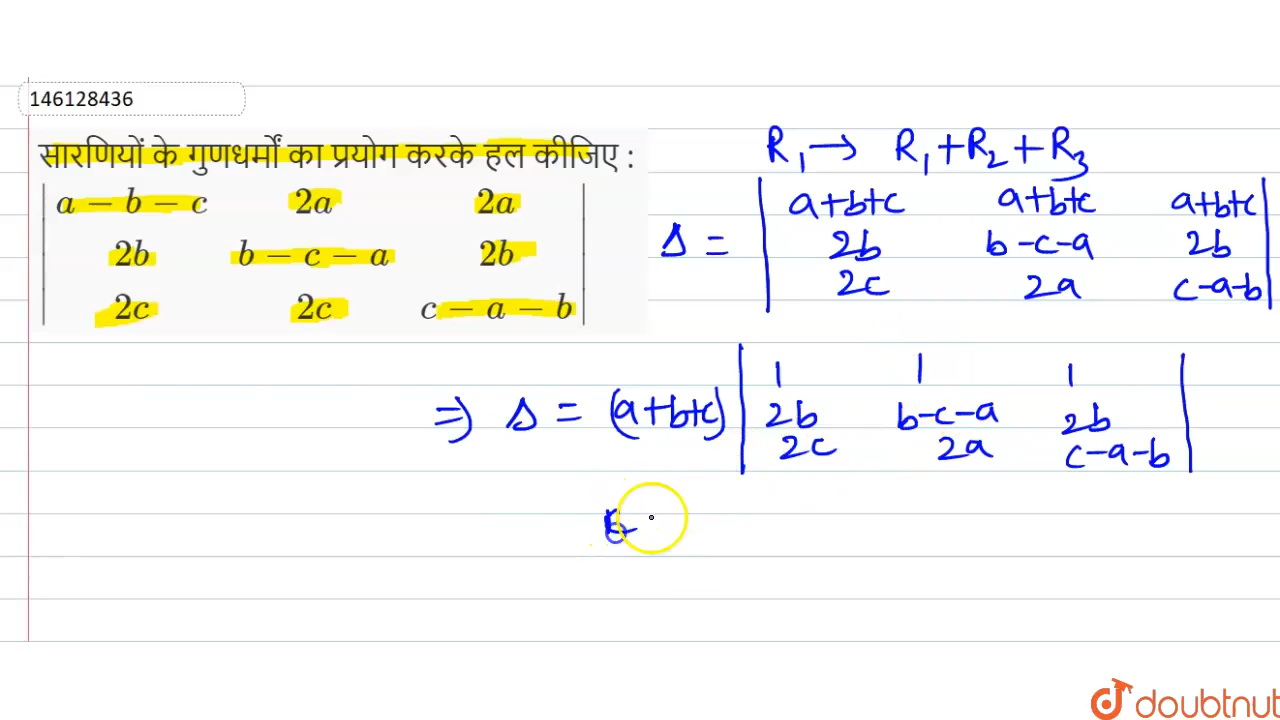 146128436
सारणियों के गुणधर्मों का प्रयोग करके हल कीजिए :
| a − b − c 2a 2a |
| 2b b − c − a 2b |
| 2c 2c c − a − b |
R₁ → R₁ + R₂ + R₃
Δ = | a+b+c a+b+c a+b+c |
| 2b b-c-a 2b |
| 2c 2a c-a-b |
⇒ Δ = (a+b+c) | 1 1 1 |
| 2b b-c-a 2b |
| 2c 2a c-a-b |
doubtnut